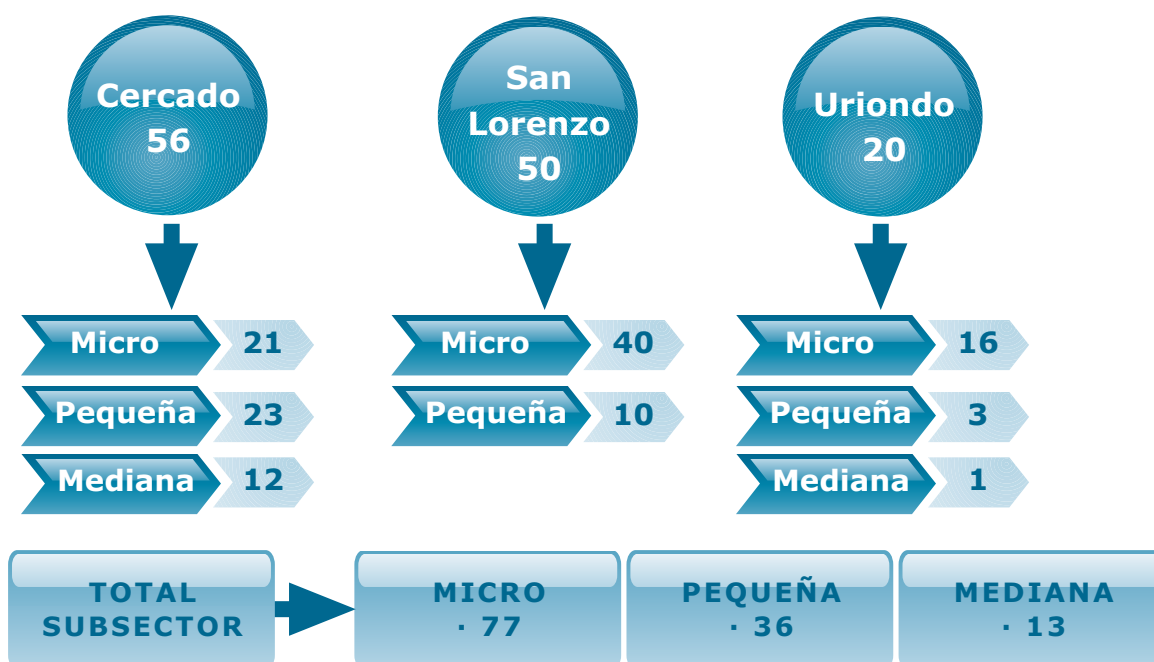 Cercado
56
San
Lorenzo
50
Uriondo
20
Micro 21
Pequeña 23
Mediana 12
Micro 40
Pequeña 10
Micro 16
Pequeña 3
Mediana 1
TOTAL
SUBSECTOR
MICRO
· 77
PEQUEÑA
· 36
MEDIANA
· 13